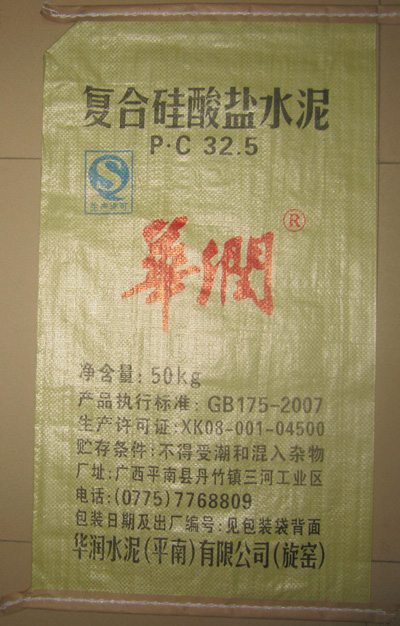 复合硅酸盐水泥
P·C 32.5
生产许可
華潤®
净含量: 50kg
产品执行标准: GB175-2007
生产许可证: XK08-001-04500
贮存条件: 不得受潮和混入杂物
厂址: 广西平南县丹竹镇三河工业区
电话: (0775)7768809
包装日期及出厂编号: 见包装袋背面
华润水泥(平南)有限公司(旋窑)